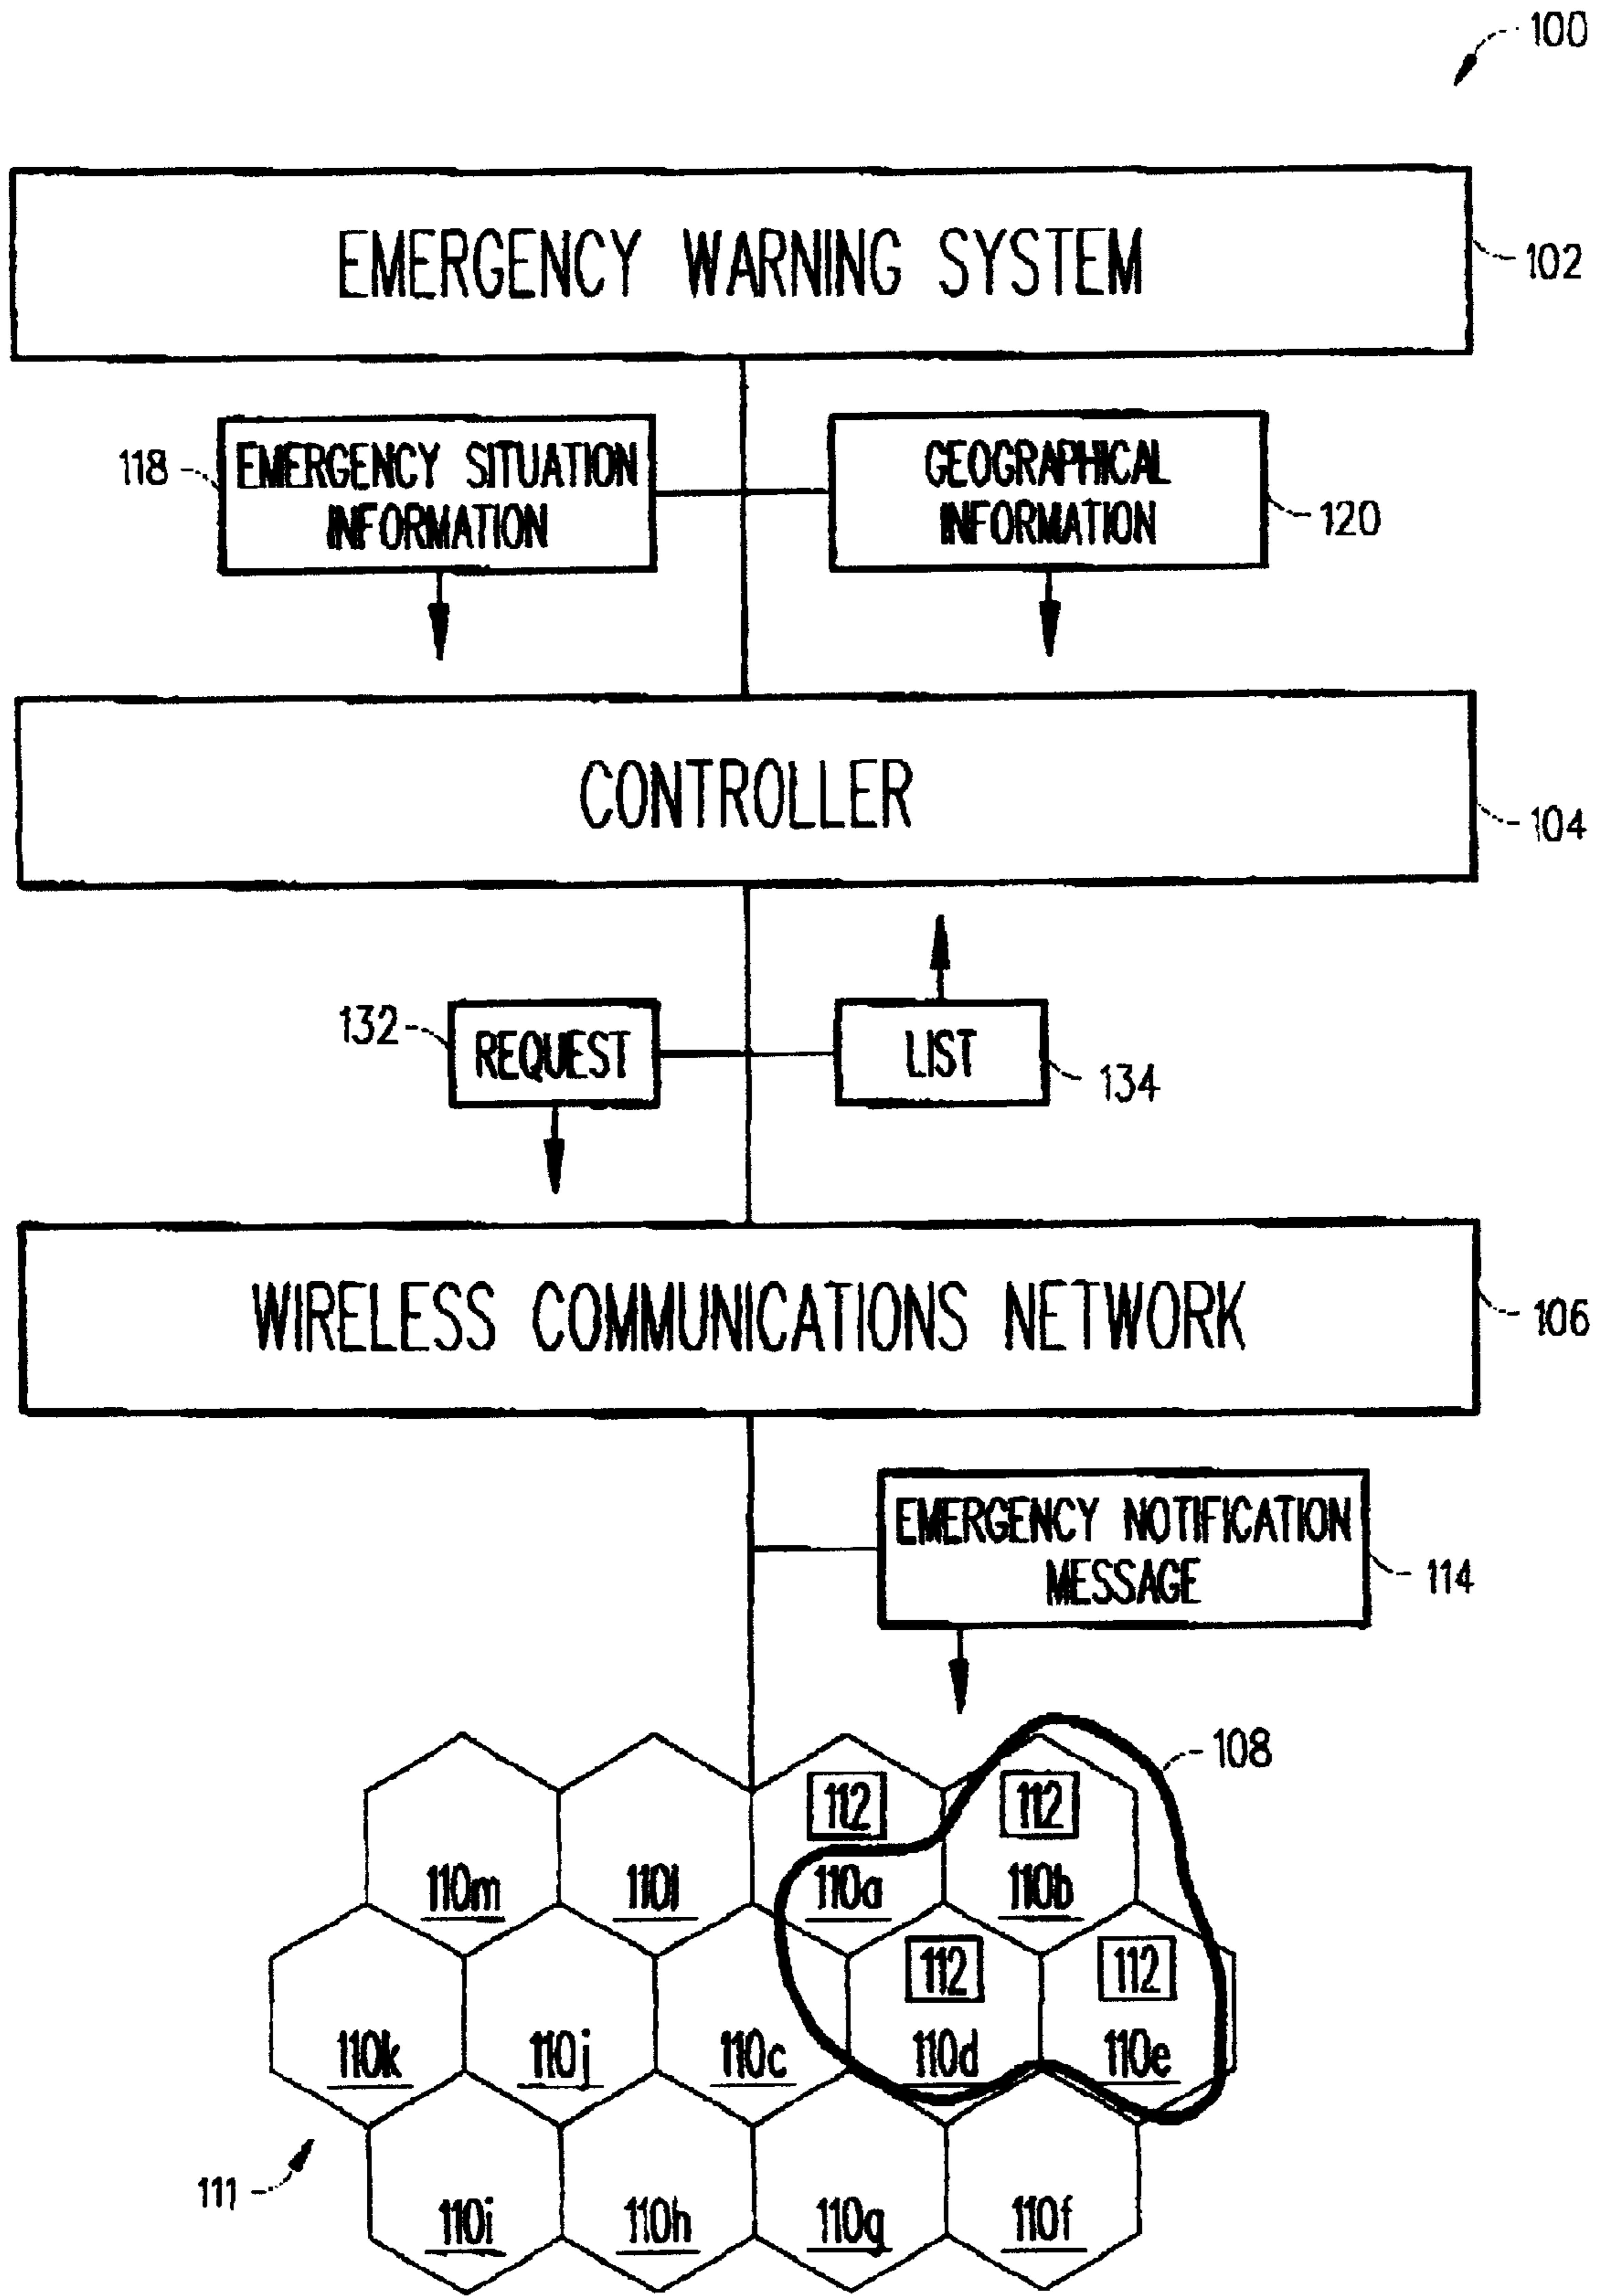 100
EMERGENCY WARNING SYSTEM
102
118
EMERGENCY SITUATION
INFORMATION
GEOGRAPHICAL
INFORMATION
120
CONTROLLER
104
132
REQUEST
LIST
134
WIRELESS COMMUNICATIONS NETWORK
106
EMERGENCY NOTIFICATION
MESSAGE
114
108
112
112
110m
110l
110a
110b
112
112
110k
110j
110c
110d
110e
111
110i
110h
110g
110f